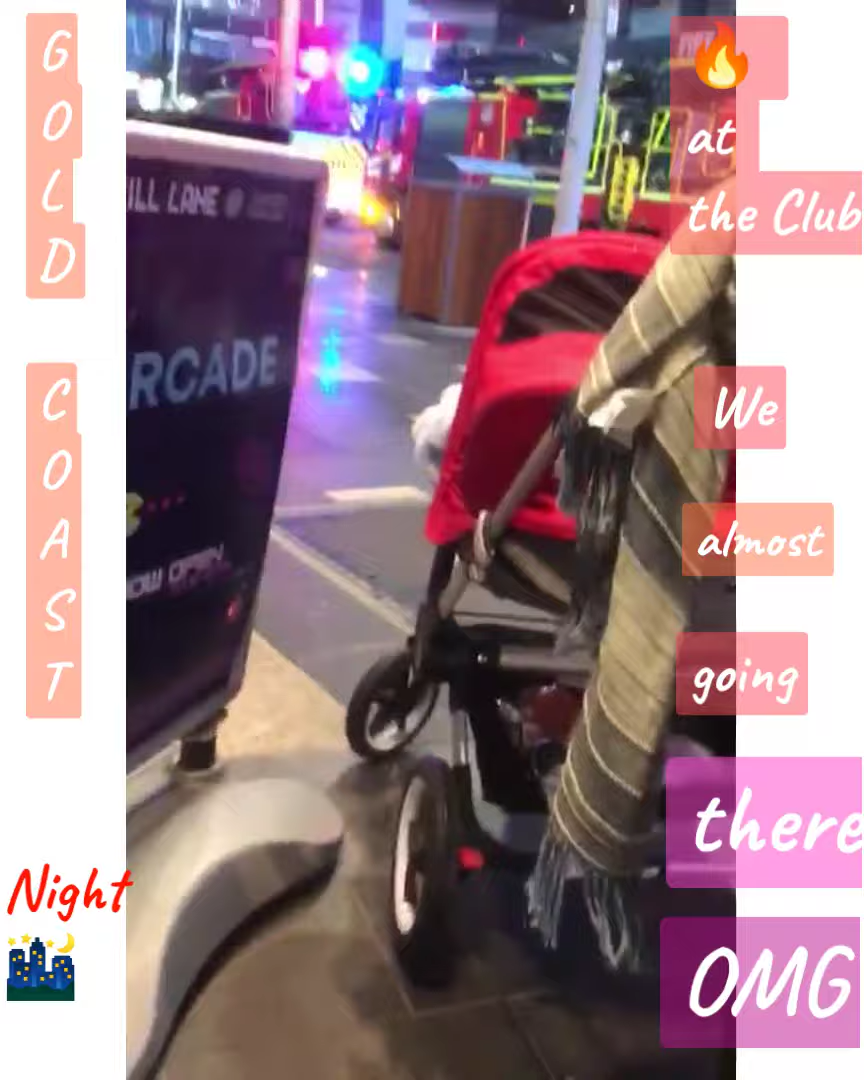 GOLD
COAST
Night
at
the Club
We
almost
going
there
OMG
ILL LANE
RCADE
NOW OPEN